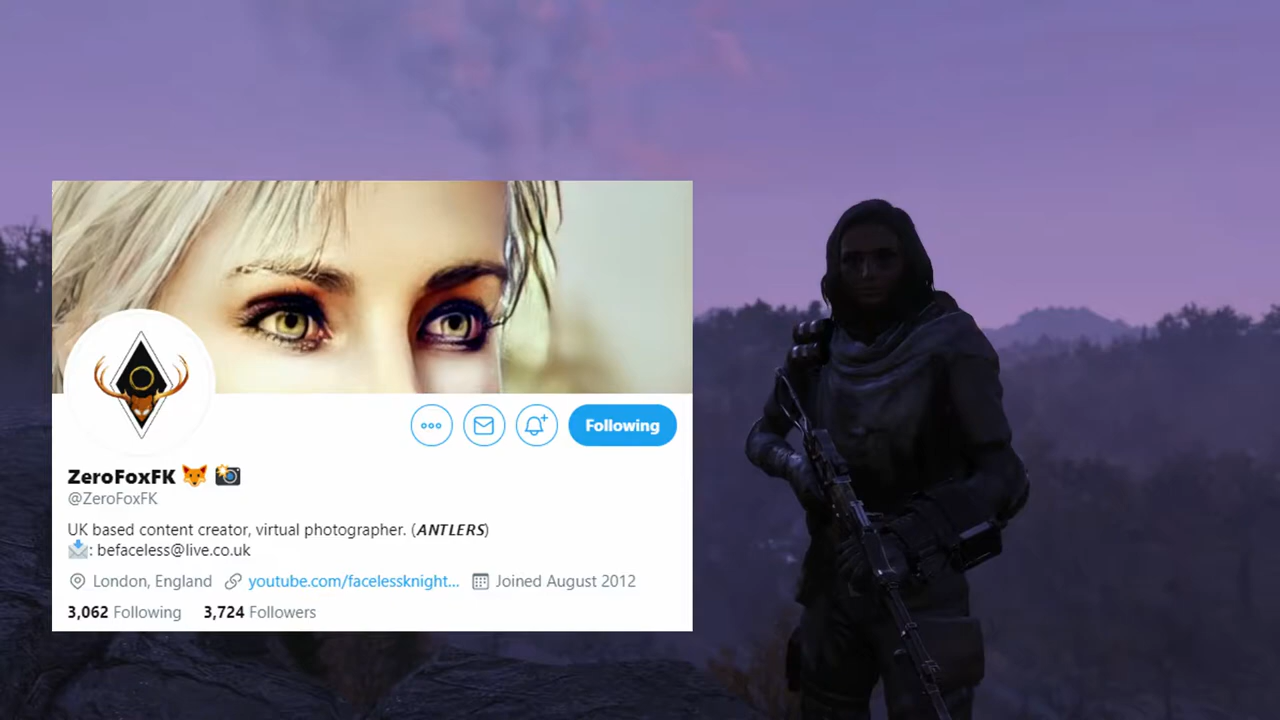 Following
ZeroFoxFK 🦊 📸
@ZeroFoxFK
UK based content creator, virtual photographer. (ANTLERS)
📩: befaceless@live.co.uk
London, England youtube.com/facelessknight... Joined August 2012
3,062 Following 3,724 Followers